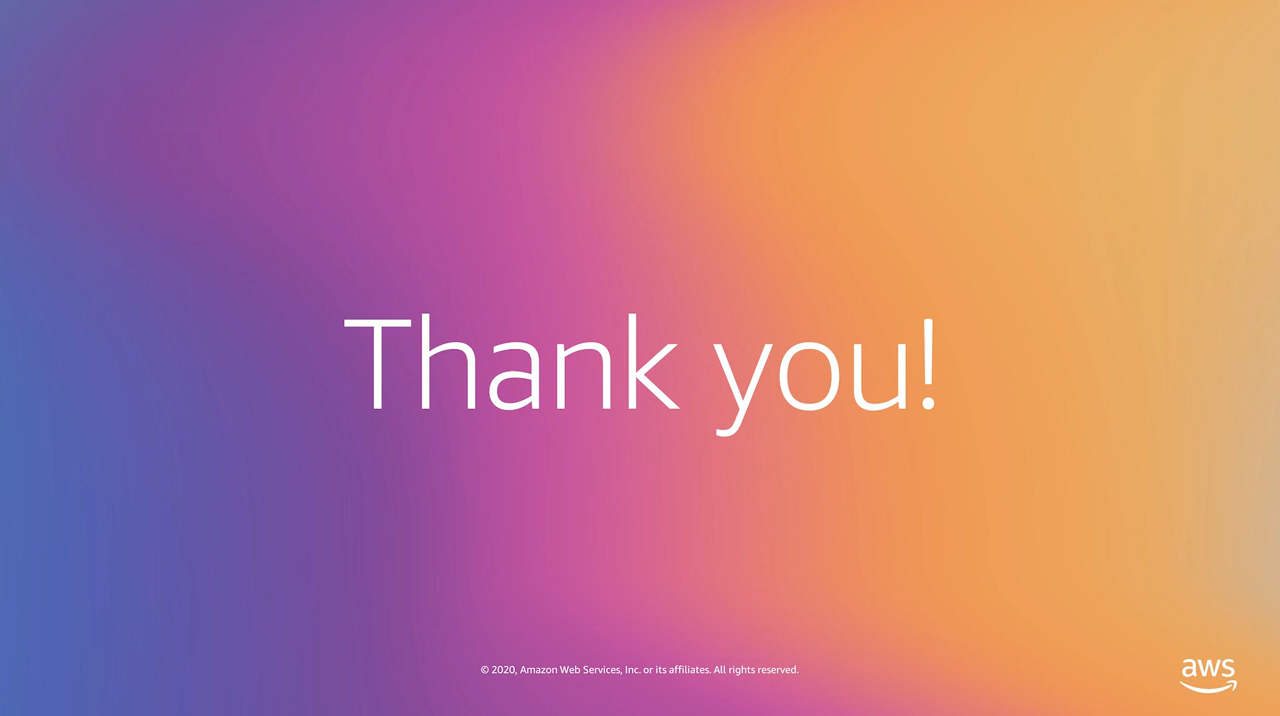 Thank you!
© 2020, Amazon Web Services, Inc. or its affiliates. All rights reserved.
aws